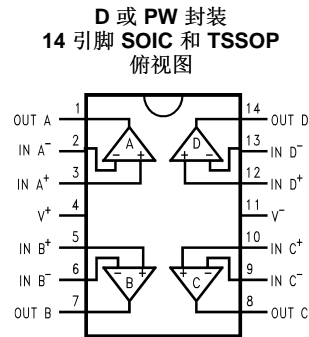 D 或 PW 封装
14 引脚 SOIC 和 TSSOP
俯视图
OUT A 1 14 OUT D
IN A⁻ 2 A D 13 IN D⁻
IN A⁺ 3 12 IN D⁺
V⁺ 4 11 V⁻
IN B⁺ 5 10 IN C⁺
IN B⁻ 6 B C 9 IN C⁻
OUT B 7 8 OUT C